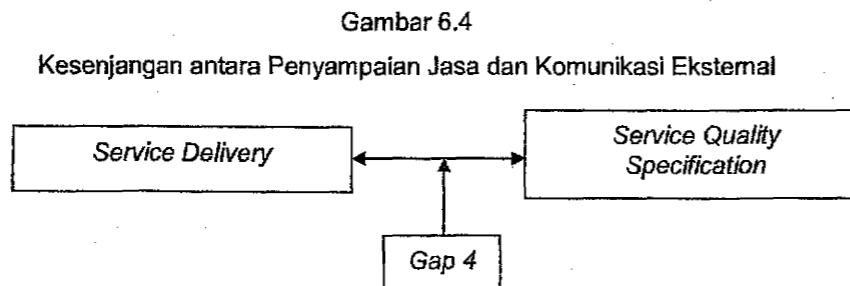 Gambar 6.4
Kesenjangan antara Penyampaian Jasa dan Komunikasi Eksternal
Service Delivery
Service Quality
Specification
Gap 4